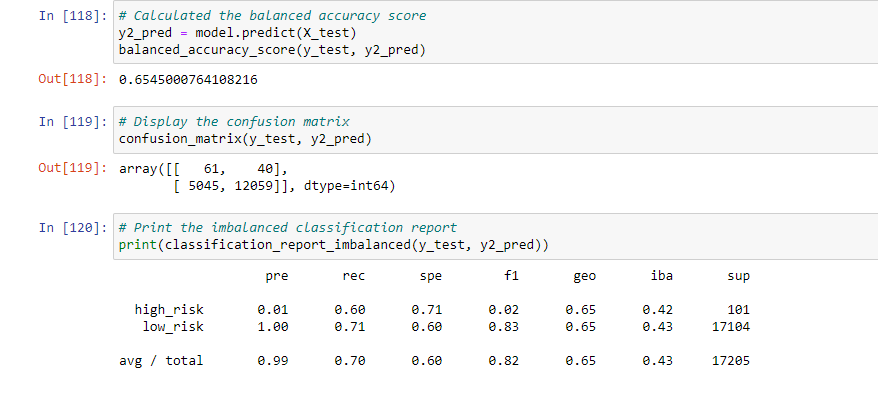 In [118]: # Calculated the balanced accuracy score
y2_pred = model.predict(X_test)
balanced_accuracy_score(y_test, y2_pred)
Out[118]: 0.6545000764108216
In [119]: # Display the confusion matrix
confusion_matrix(y_test, y2_pred)
Out[119]: array([[   61,    40],
       [ 5045, 12059]], dtype=int64)
In [120]: # Print the imbalanced classification report
print(classification_report_imbalanced(y_test, y2_pred))
pre rec spe f1 geo iba sup
high_risk 0.01 0.60 0.71 0.02 0.65 0.42 101
low_risk 1.00 0.71 0.60 0.83 0.65 0.43 17104
avg / total 0.99 0.70 0.60 0.82 0.65 0.43 17205